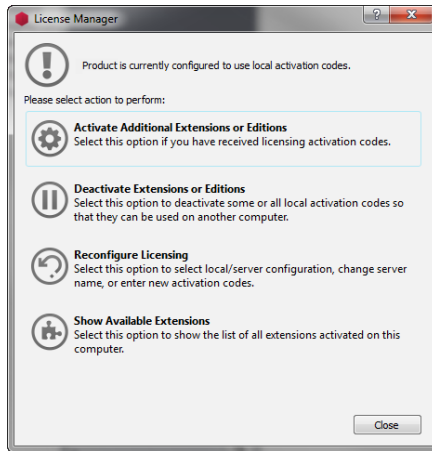 License Manager
Product is currently configured to use local activation codes.
Please select action to perform:
Activate Additional Extensions or Editions
Select this option if you have received licensing activation codes.
Deactivate Extensions or Editions
Select this option to deactivate some or all local activation codes so
that they can be used on another computer.
Reconfigure Licensing
Select this option to select local/server configuration, change server
name, or enter new activation codes.
Show Available Extensions
Select this option to show the list of all extensions activated on this
computer.
Close